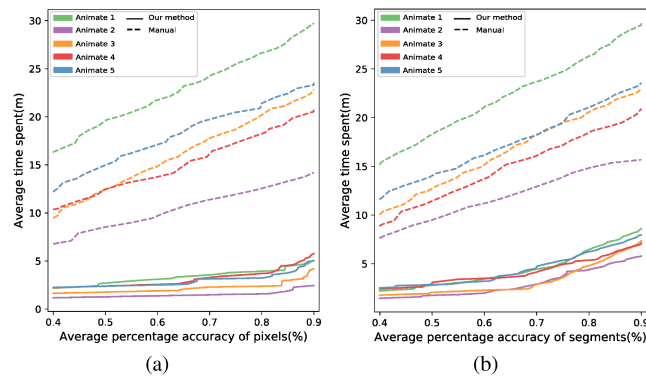 Animate 1
Animate 2
Animate 3
Animate 4
Animate 5
Our method
Manual
Average time spent(m)
30
25
20
15
10
5
0
0.4 0.5 0.6 0.7 0.8 0.9
Average percentage accuracy of pixels(%)
(a)
Animate 1
Animate 2
Animate 3
Animate 4
Animate 5
Our method
Manual
Average time spent(m)
30
25
20
15
10
5
0.4 0.5 0.6 0.7 0.8 0.9
Average percentage accuracy of segments(%)
(b)